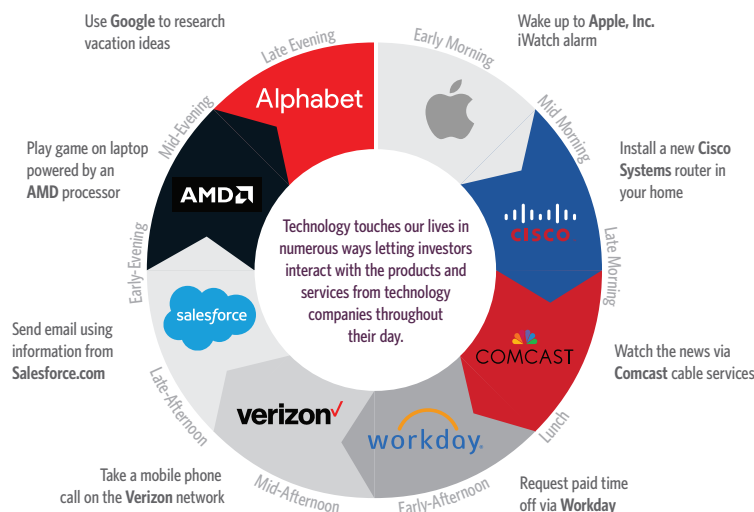 Use Google to research
vacation ideas
Wake up to Apple, Inc.
iWatch alarm
Late Evening
Early Morning
Alphabet
Mid-Evening
Mid Morning
Play game on laptop
powered by an
AMD processor
Install a new Cisco
Systems router in
your home
AMD
CISCO
Technology touches our lives in
numerous ways letting investors
interact with the products and
services from technology
companies throughout
their day.
Early-Evening
Late Morning
salesforce
COMCAST
Send email using
information from
Salesforce.com
Watch the news via
Comcast cable services
Late-Afternoon
Lunch
verizon
workday
Take a mobile phone
call on the Verizon network
Mid-Afternoon
Early-Afternoon
Request paid time
off via Workday